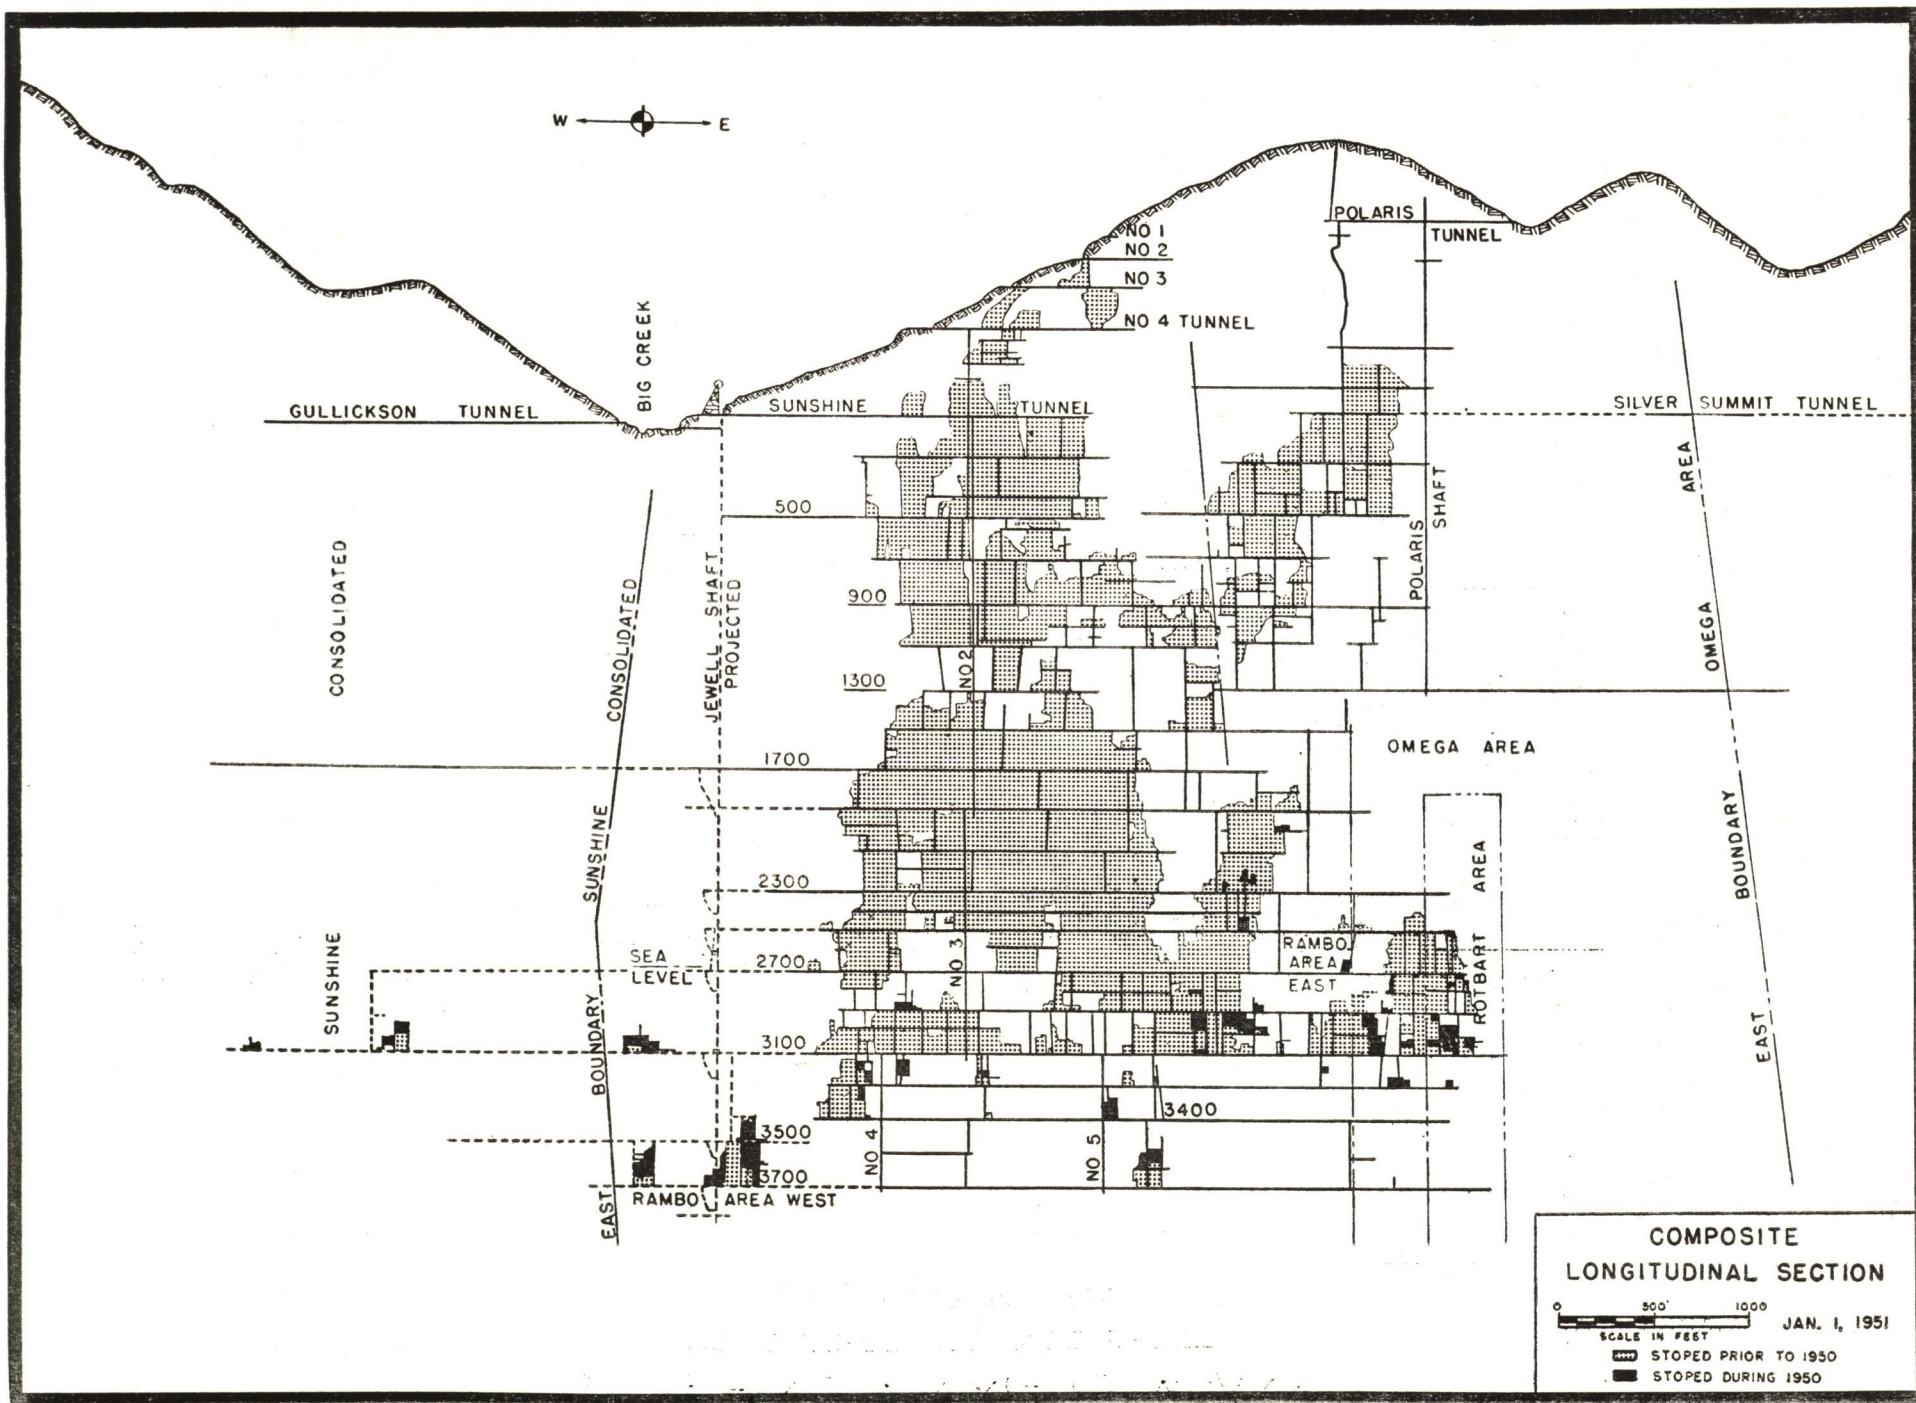 W E
NO 1
NO 2
NO 3
NO 4 TUNNEL
POLARIS
TUNNEL
BIG CREEK
GULLICKSON TUNNEL
SUNSHINE TUNNEL
SILVER SUMMIT TUNNEL
500
900
1300
1700
2300
2700
3100
3400
3500
3700
SUNSHINE CONSOLIDATED
EAST BOUNDARY SUNSHINE CONSOLIDATED
JEWELL SHAFT
PROJECTED
NO 2
NO 3
NO 4
NO 5
POLARIS
SHAFT
OMEGA AREA
EAST BOUNDARY OMEGA AREA
SEA
LEVEL
RAMBO
AREA
EAST
ROTBART AREA
RAMBO AREA WEST
COMPOSITE
LONGITUDINAL SECTION
0 500' 1000
SCALE IN FEET
JAN. 1, 1951
STOPED PRIOR TO 1950
STOPED DURING 1950